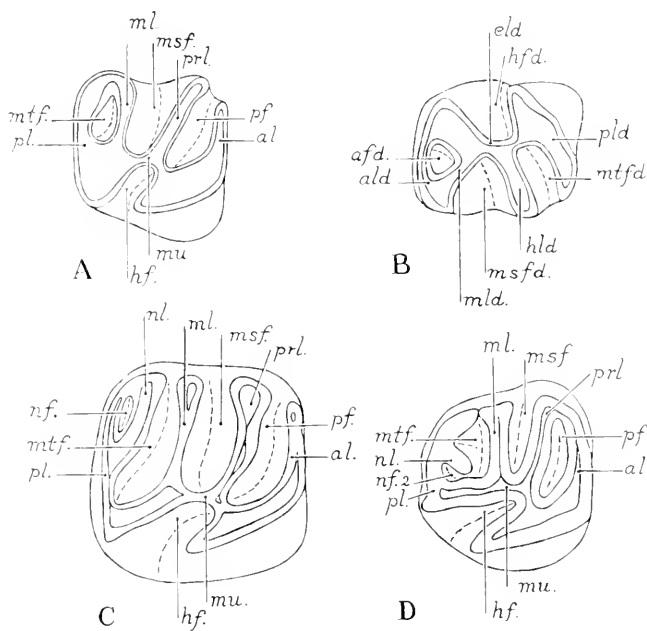 ml.
msf.
prl.
mtf.
pf
pl.
al
mu
hf.
A
eld
hfd.
pld
afd.
ald
mtfd
hld
msfd.
mld.
B
nl.
ml.
msf.
prl.
nf.
mtf.
pf.
pl.
al.
mu.
hf.
C
ml.
msf
prl
mtf.
pf
nl.
nf.2
al
pl.
mu.
hf.
D